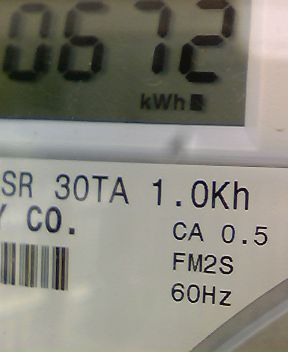 0672
kWh
SR 30TA 1.0Kh
Y CO.
CA 0.5
FM2S
60Hz